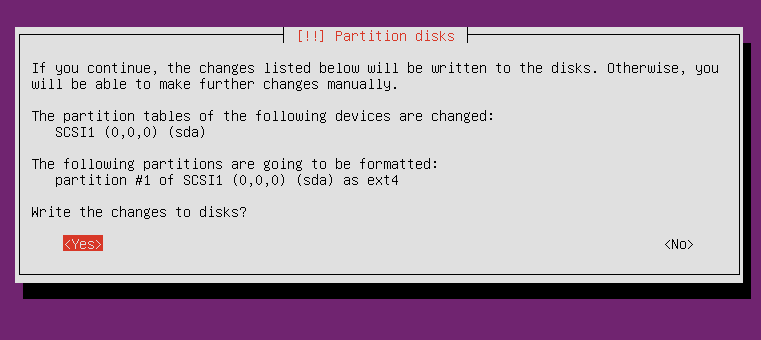 [!!] Partition disks
If you continue, the changes listed below will be written to the disks. Otherwise, you
will be able to make further changes manually.
The partition tables of the following devices are changed:
SCSI1 (0,0,0) (sda)
The following partitions are going to be formatted:
partition #1 of SCSI1 (0,0,0) (sda) as ext4
Write the changes to disks?
<Yes> <No>